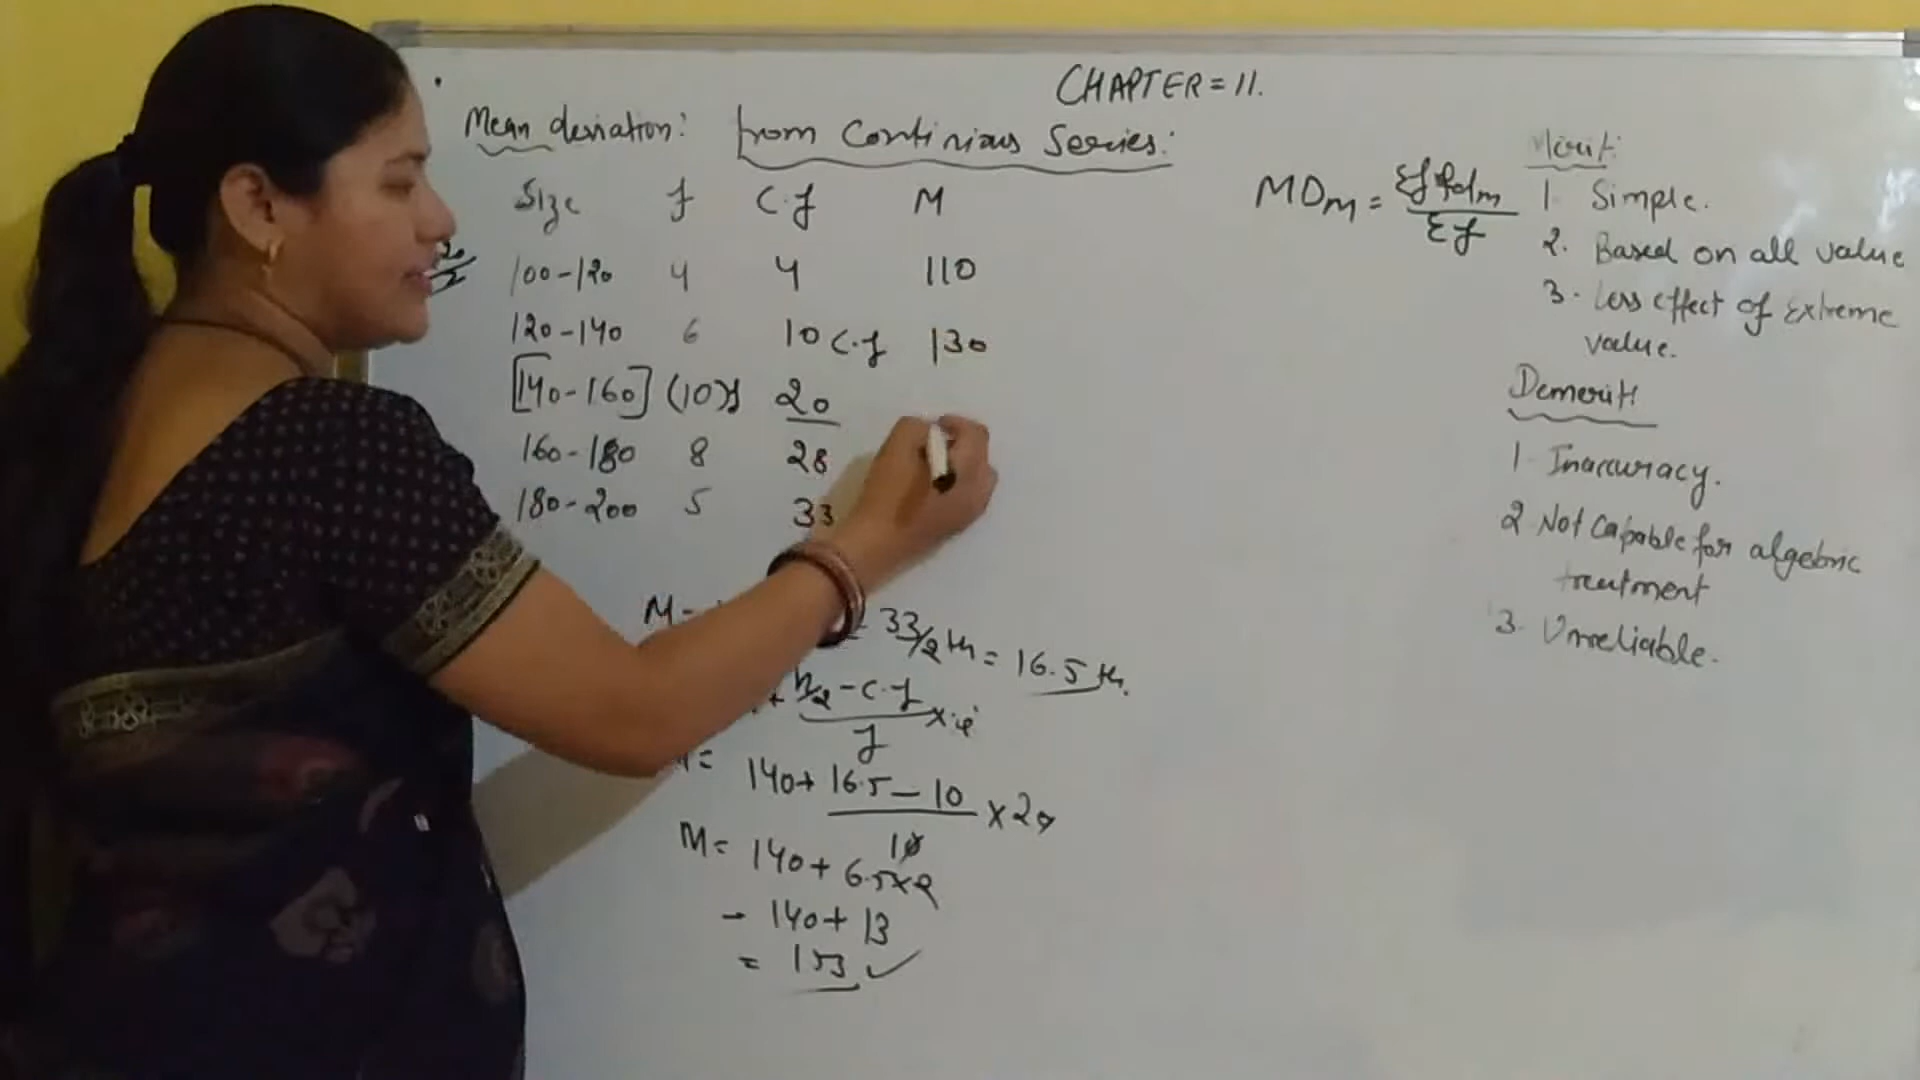 CHAPTER = 11.
Mean deviation: from Continious Series:
Size f C.f M
100-120 4 4 110
120-140 6 10 C.f 130
[140-160] (10)f 20
160-180 8 28
180-200 5 33
M = 33/2 th = 16.5 th.
+ n/2 - c.f / f × i
M = 140 + 16.5 - 10 / 10 × 20
M = 140 + 6.5 × 2
= 140 + 13
= 153 ✓
MDm = Σf|d|m / Σf
Merit:
1. Simple.
2. Based on all value
3. Less effect of Extreme
value.
Demerit:
1. Inaccuracy.
2 Not Capable for algebric
treatment
3. Unreliable.